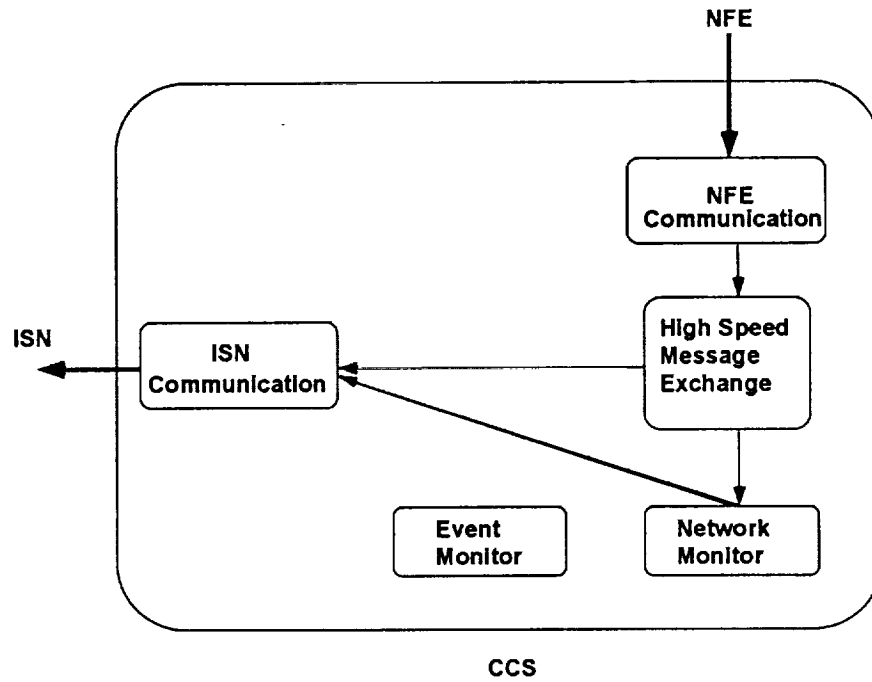 NFE
NFE
Communication
High Speed
Message
Exchange
ISN
ISN
Communication
Event
Monitor
Network
Monitor
CCS